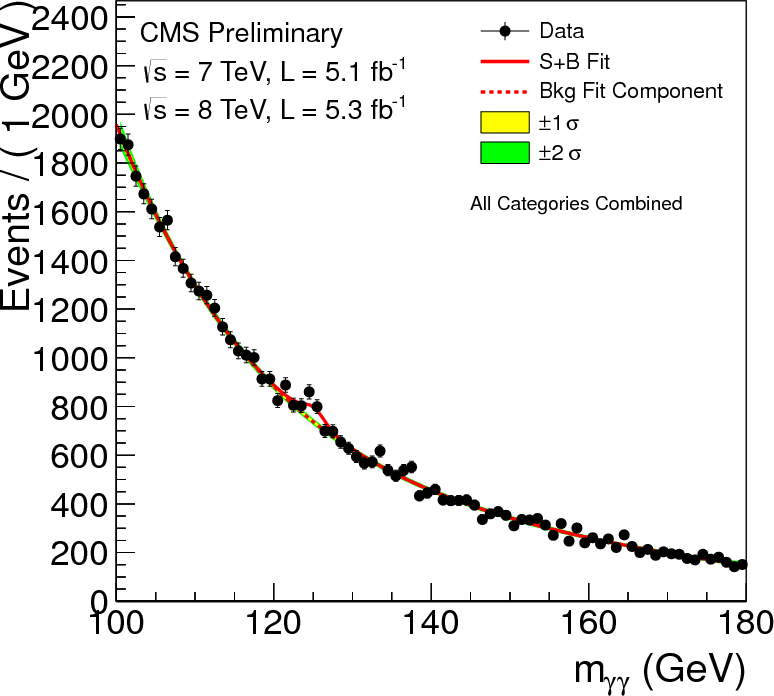 CMS Preliminary
√s = 7 TeV, L = 5.1 fb⁻¹
√s = 8 TeV, L = 5.3 fb⁻¹
Data
S+B Fit
Bkg Fit Component
±1 σ
±2 σ
All Categories Combined
Events / ( 1 GeV)
2400
2200
2000
1800
1600
1400
1200
1000
800
600
400
200
0
100 120 140 160 180
mγγ (GeV)